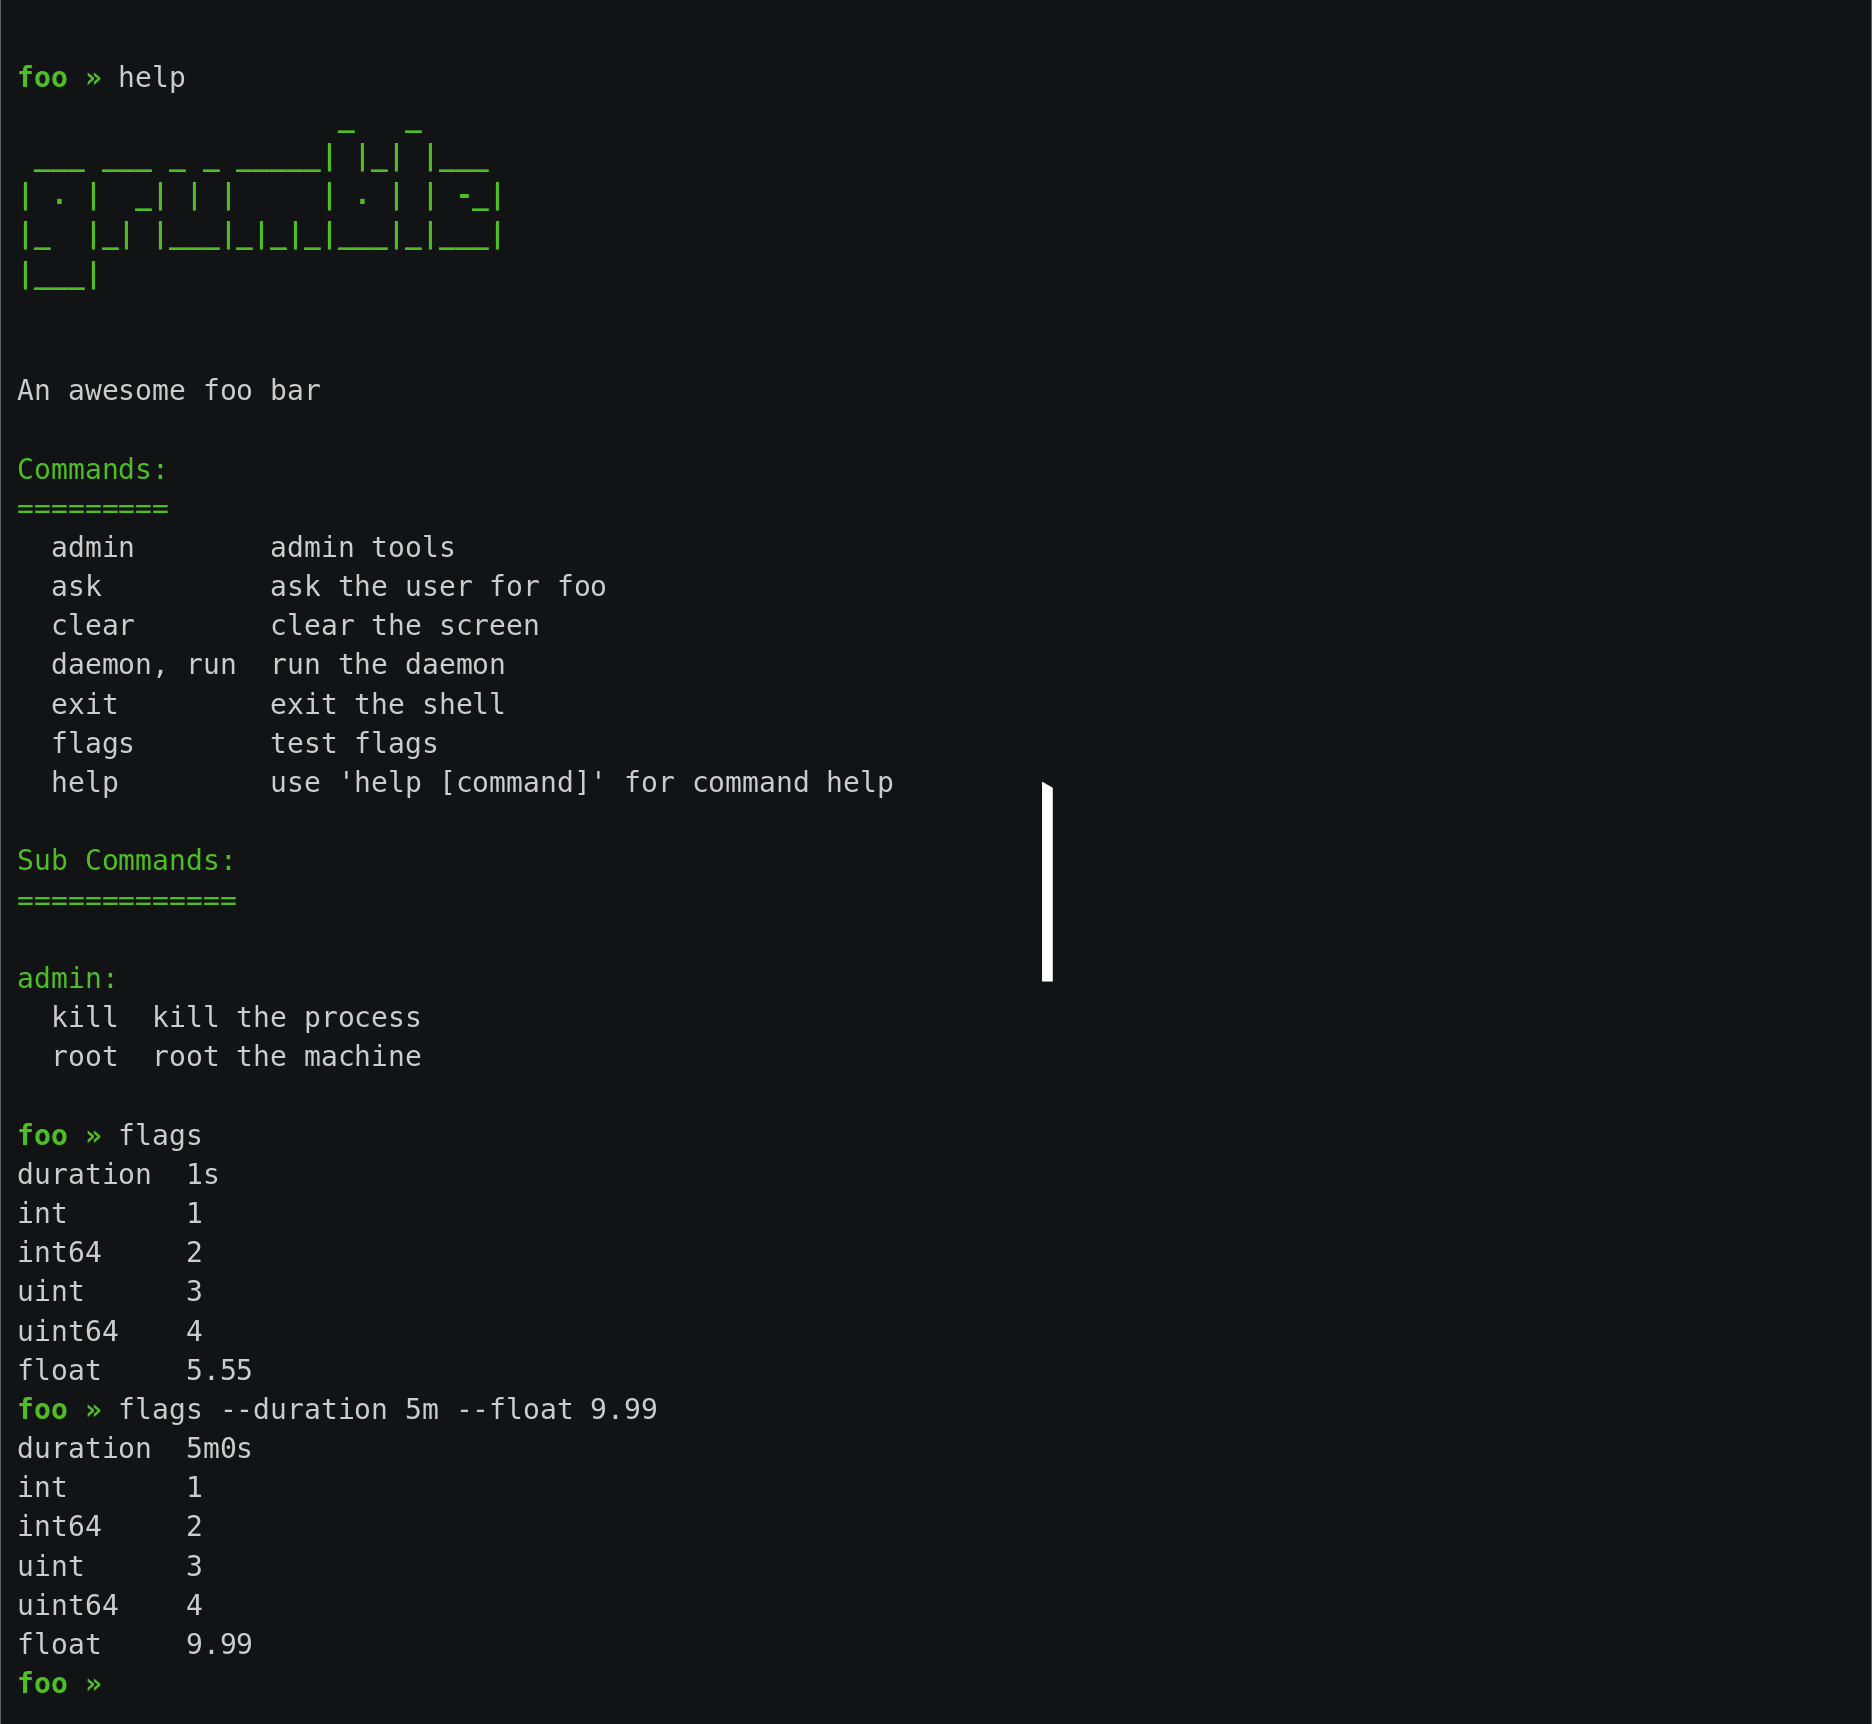 foo » help
                   _   _
 ___ ___ _ _ _____| |_| |___
| . |  _| | |     | . | | -_|
|_  |_| |___|_|_|_|___|_|___|
|___|
An awesome foo bar
Commands:
=========
  admin        admin tools
  ask          ask the user for foo
  clear        clear the screen
  daemon, run  run the daemon
  exit         exit the shell
  flags        test flags
  help         use 'help [command]' for command help
Sub Commands:
=============
admin:
  kill  kill the process
  root  root the machine
foo » flags
duration  1s
int       1
int64     2
uint      3
uint64    4
float     5.55
foo » flags --duration 5m --float 9.99
duration  5m0s
int       1
int64     2
uint      3
uint64    4
float     9.99
foo »